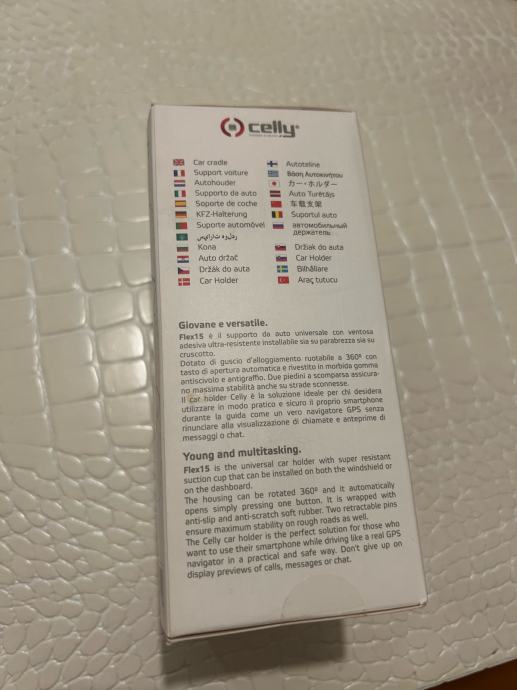 celly®
Car cradle
Support voiture
Autohouder
Supporto da auto
Soporte de coche
KFZ-Halterung
Suporte automóvel
Kona
Auto držač
Držák do auta
Car Holder
Autoteline
Βάση Αυτοκινήτου
カー・ホルダー
Auto Turētājs
车载支架
Suportul auto
автомобильный
держатель
Držiak do auta
Car Holder
Bilhållare
Araç tutucu
Giovane e versatile.
Flex15 è il supporto da auto universale con ventosa
adesiva ultra-resistente installabile sia su parabrezza sia su
cruscotto.
Dotato di guscio d'alloggiamento ruotabile a 360º con
tasto di apertura automatica e rivestito in morbida gomma
antiscivolo e antigraffio. Due piedini a scomparsa assicura-
no massima stabilità anche su strade sconnesse.
Il car holder Celly è la soluzione ideale per chi desidera
utilizzare in modo pratico e sicuro il proprio smartphone
durante la guida come un vero navigatore GPS senza
rinunciare alla visualizzazione di chiamate e anteprime di
messaggi o chat.
Young and multitasking.
Flex15 is the universal car holder with super resistant
suction cup that can be installed on both the windshield or
on the dashboard.
The housing can be rotated 360º and it automatically
opens simply pressing one button. It is wrapped with
anti-slip and anti-scratch soft rubber. Two retractable pins
ensure maximum stability on rough roads as well.
The Celly car holder is the perfect solution for those who
want to use their smartphone while driving like a real GPS
navigator in a practical and safe way. Don't give up on
display previews of calls, messages or chat.